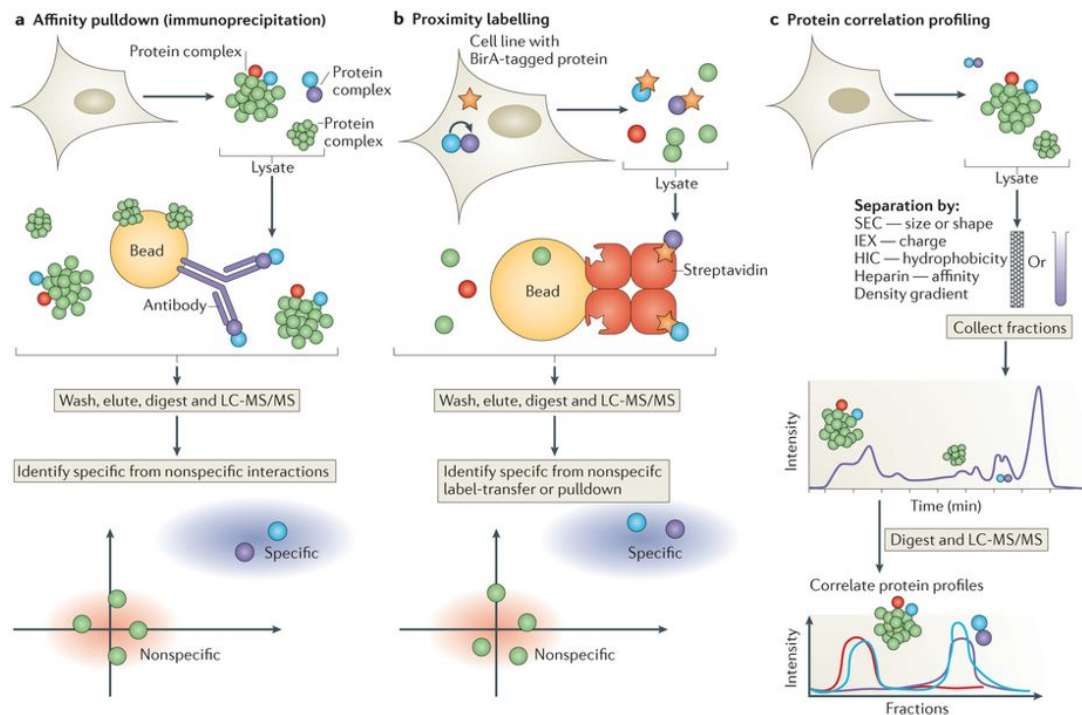 a Affinity pulldown (immunoprecipitation)
Protein complex
Protein
complex
Protein
complex
Lysate
Bead
Antibody
Wash, elute, digest and LC-MS/MS
Identify specific from nonspecific interactions
Specific
Nonspecific
b Proximity labelling
Cell line with
BirA-tagged protein
Lysate
Bead
Streptavidin
Wash, elute, digest and LC-MS/MS
Identify specifc from nonspecifc
label-transfer or pulldown
Specific
Nonspecific
c Protein correlation profiling
Lysate
Separation by:
SEC — size or shape
IEX — charge
HIC — hydrophobicity
Heparin — affinity
Density gradient
Or
Collect fractions
Intensity
Time (min)
Digest and LC-MS/MS
Correlate protein profiles
Intensity
Fractions